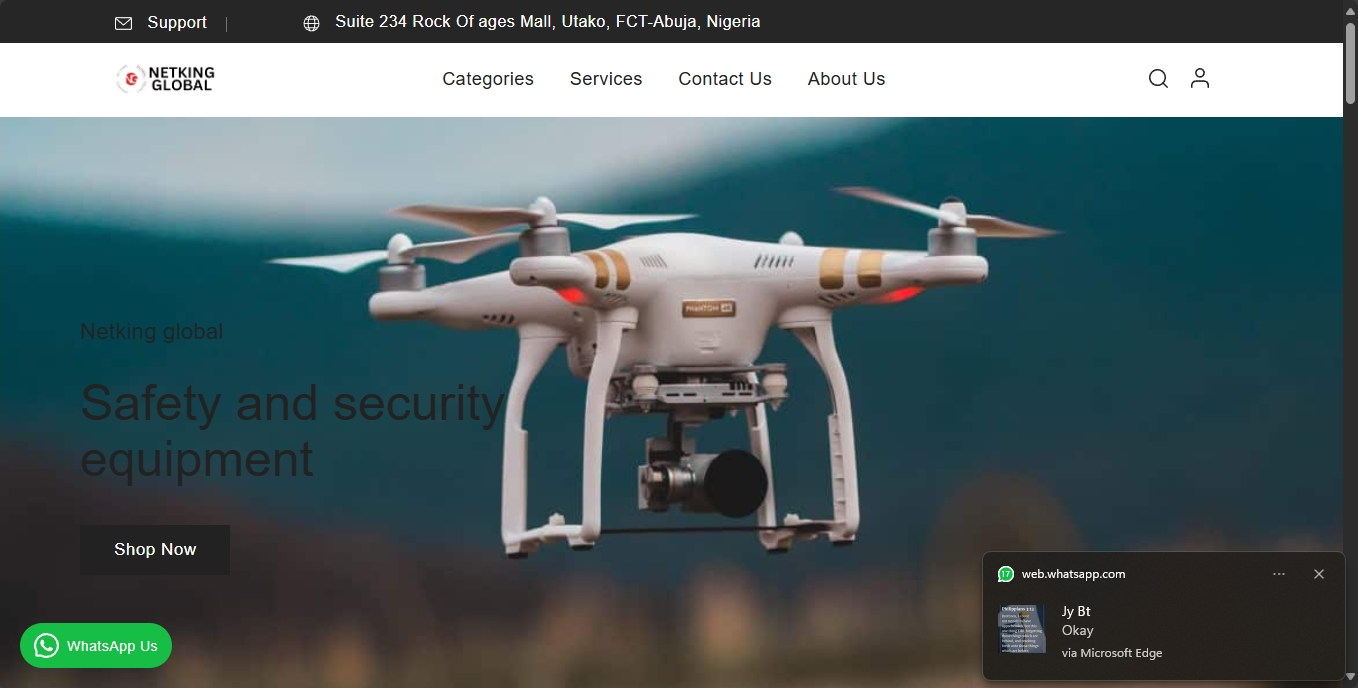 Support
Suite 234 Rock Of ages Mall, Utako, FCT-Abuja, Nigeria
NETKING
GLOBAL
Categories
Services
Contact Us
About Us
PHANTOM
Netking global
Safety and security
equipment
Shop Now
WhatsApp Us
17
web.whatsapp.com
Jy Bt
Okay
via Microsoft Edge